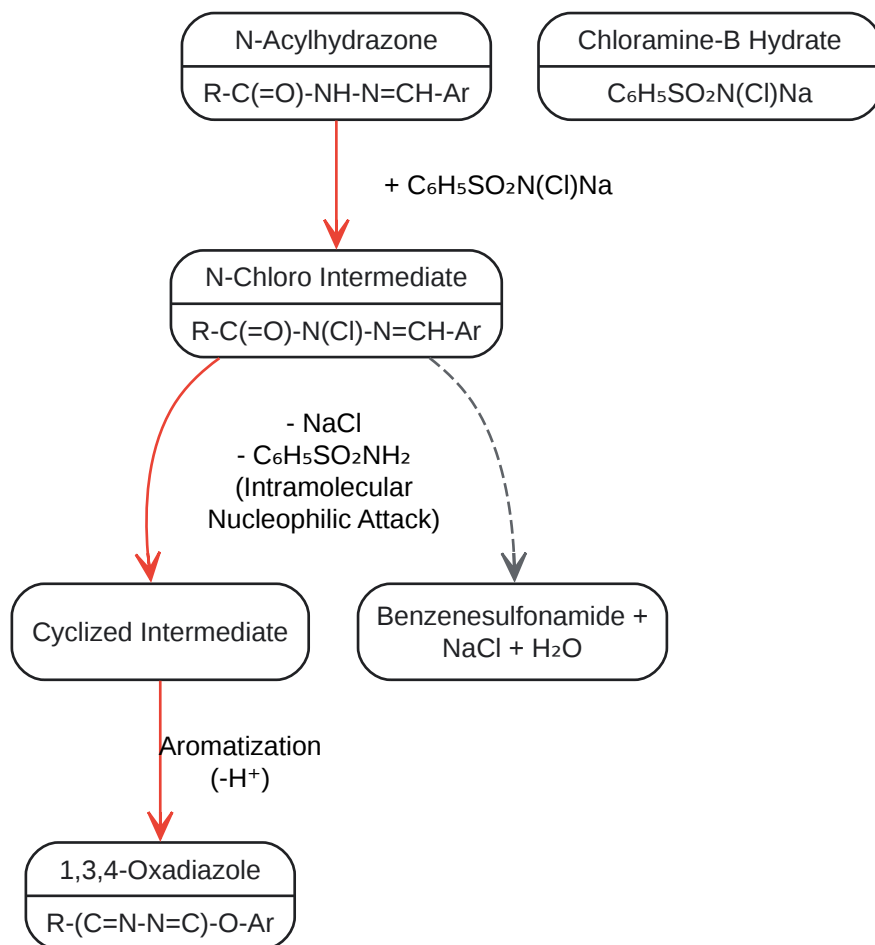 N-Acylhydrazone
R-C(=O)-NH-N=CH-Ar
Chloramine-B Hydrate
C₆H₅SO₂N(Cl)Na
+ C₆H₅SO₂N(Cl)Na
N-Chloro Intermediate
R-C(=O)-N(Cl)-N=CH-Ar
- NaCl
- C₆H₅SO₂NH₂
(Intramolecular
Nucleophilic Attack)
Cyclized Intermediate
Benzenesulfonamide +
NaCl + H₂O
Aromatization
(-H⁺)
1,3,4-Oxadiazole
R-(C=N-N=C)-O-Ar